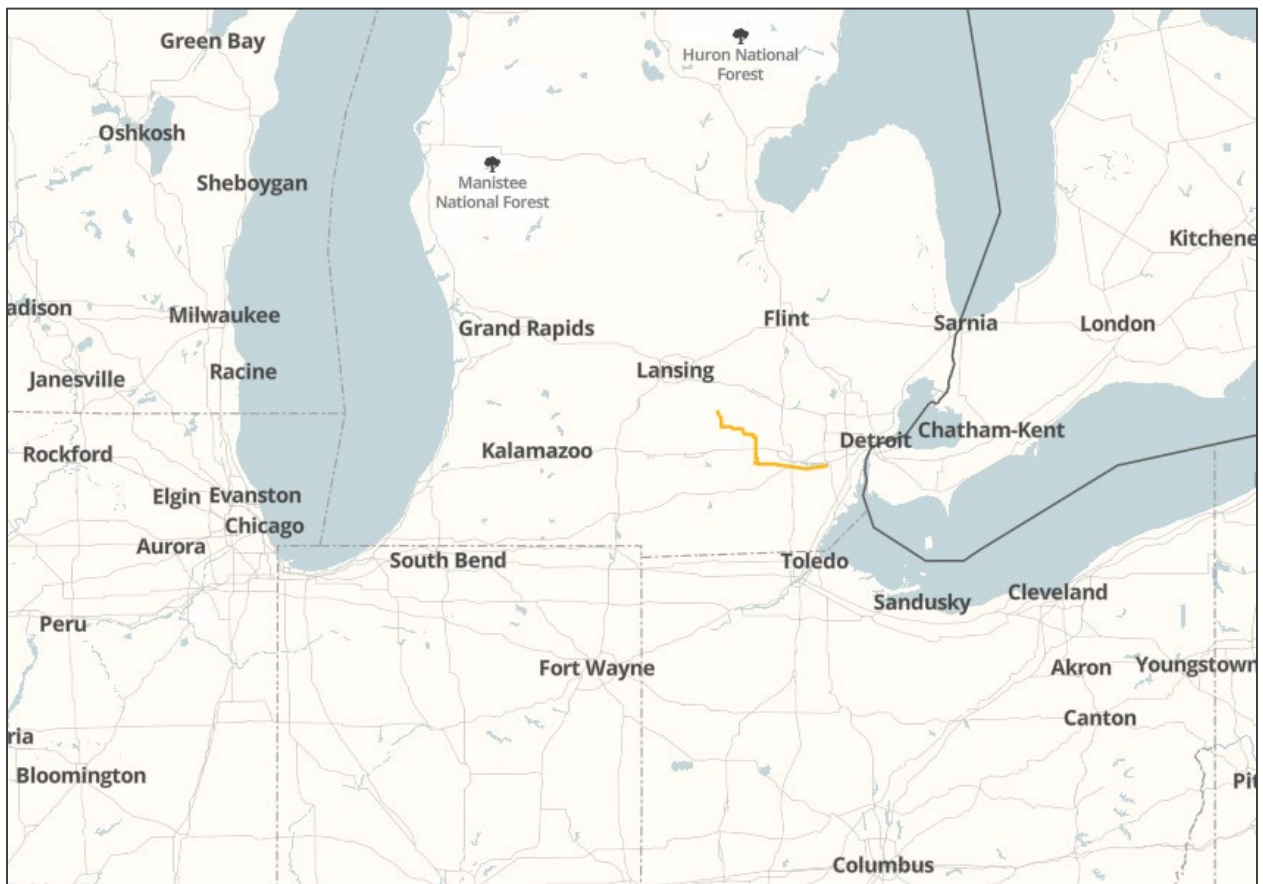 Green Bay
Huron National
Forest
Oshkosh
Sheboygan
Manistee
National Forest
Kitchene
adison
Milwaukee
Grand Rapids
Flint
Sarnia
London
Janesville
Racine
Lansing
Rockford
Kalamazoo
Detroit
Chatham-Kent
Elgin
Evanston
Chicago
Aurora
South Bend
Toledo
Sandusky
Cleveland
Peru
Fort Wayne
Akron
Youngstown
Canton
ria
Bloomington
Pit
Columbus